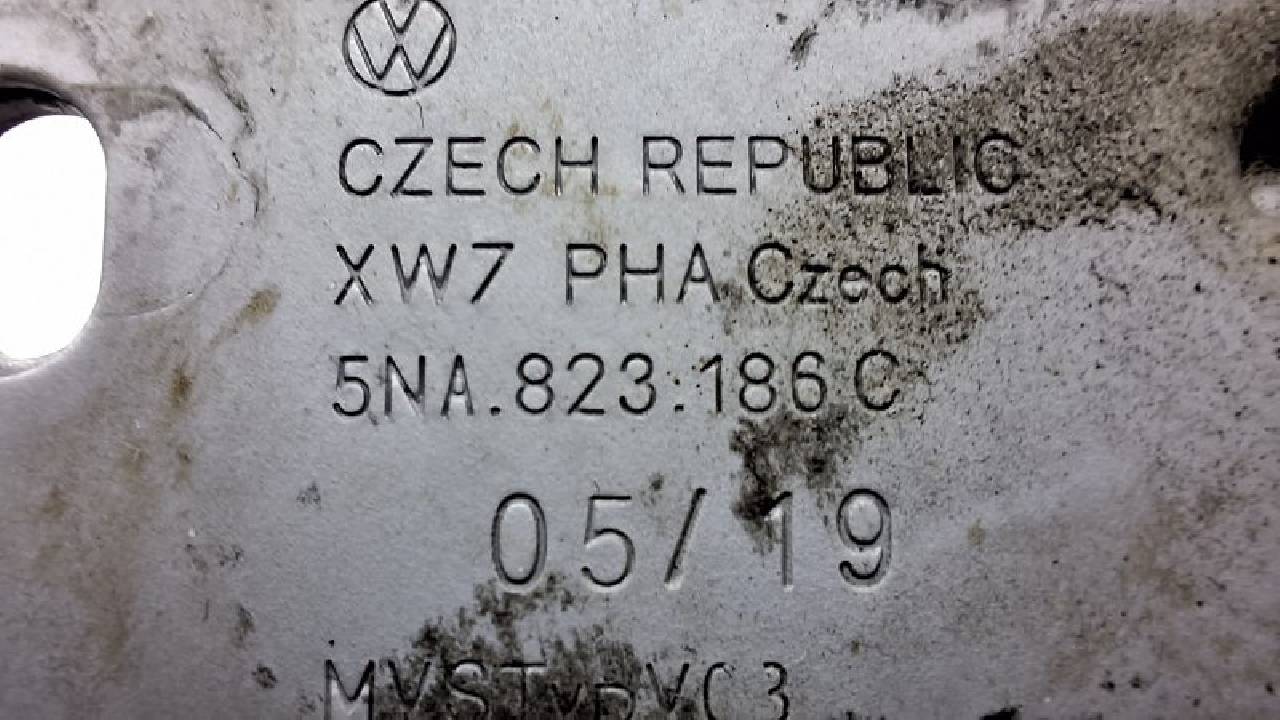 CZECH REPUBLIC
XW7 PHA Czech
5NA.823.186 C
05/19